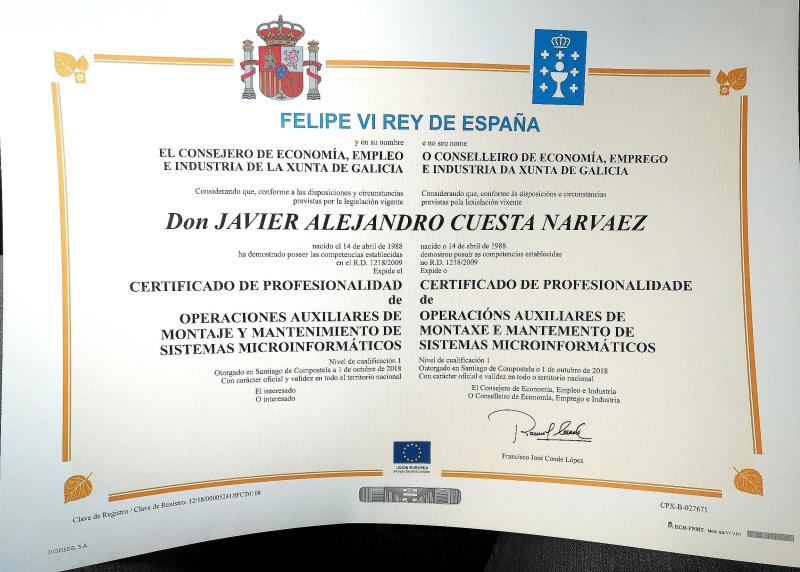 FELIPE VI REY DE ESPAÑA
y en su nombre
EL CONSEJERO DE ECONOMÍA, EMPLEO
E INDUSTRIA DE LA XUNTA DE GALICIA
e no seu nome
O CONSELLEIRO DE ECONOMÍA, EMPREGO
E INDUSTRIA DA XUNTA DE GALICIA
Considerando que, conforme a las disposiciones y circunstancias
previstas por la legislación vigente
Considerando que, conforme ás disposicións e circunstancias
previstas pola lexislación vixente
Don JAVIER ALEJANDRO CUESTA NARVAEZ
nacido el 14 de abril de 1988
ha demostrado poseer las competencias establecidas
en el R.D. 1218/2009
Expide el
CERTIFICADO DE PROFESIONALIDAD
de
OPERACIONES AUXILIARES DE
MONTAJE Y MANTENIMIENTO DE
SISTEMAS MICROINFORMÁTICOS
Nivel de cualificación 1
Otorgado en Santiago de Compostela a 1 de octubre de 2018
Con carácter oficial y validez en todo el territorio nacional
nacido o 14 de abril de 1988
demostrou posuír as competencias establecidas
no R.D. 1218/2009
Expide o
CERTIFICADO DE PROFESIONALIDADE
de
OPERACIÓNS AUXILIARES DE
MONTAXE E MANTEMENTO DE
SISTEMAS MICROINFORMÁTICOS
Nivel de cualificación 1
Outorgado en Santiago de Compostela o 1 de outubro de 2018
Con carácter oficial e validez en todo o territorio nacional
El interesado
O interesado
El Consejero de Economía, Empleo e Industria
O Conselleiro de Economía, Emprego e Industria
Francisco José Conde López
UNIÓN EUROPEA
Fondo Social Europeo
Clave de Registro / Clave de Rexistro: 12/18/00005241/IFCT0108
CPX-B-027671
RCM-FNMT
DIGOSEG, S.A.